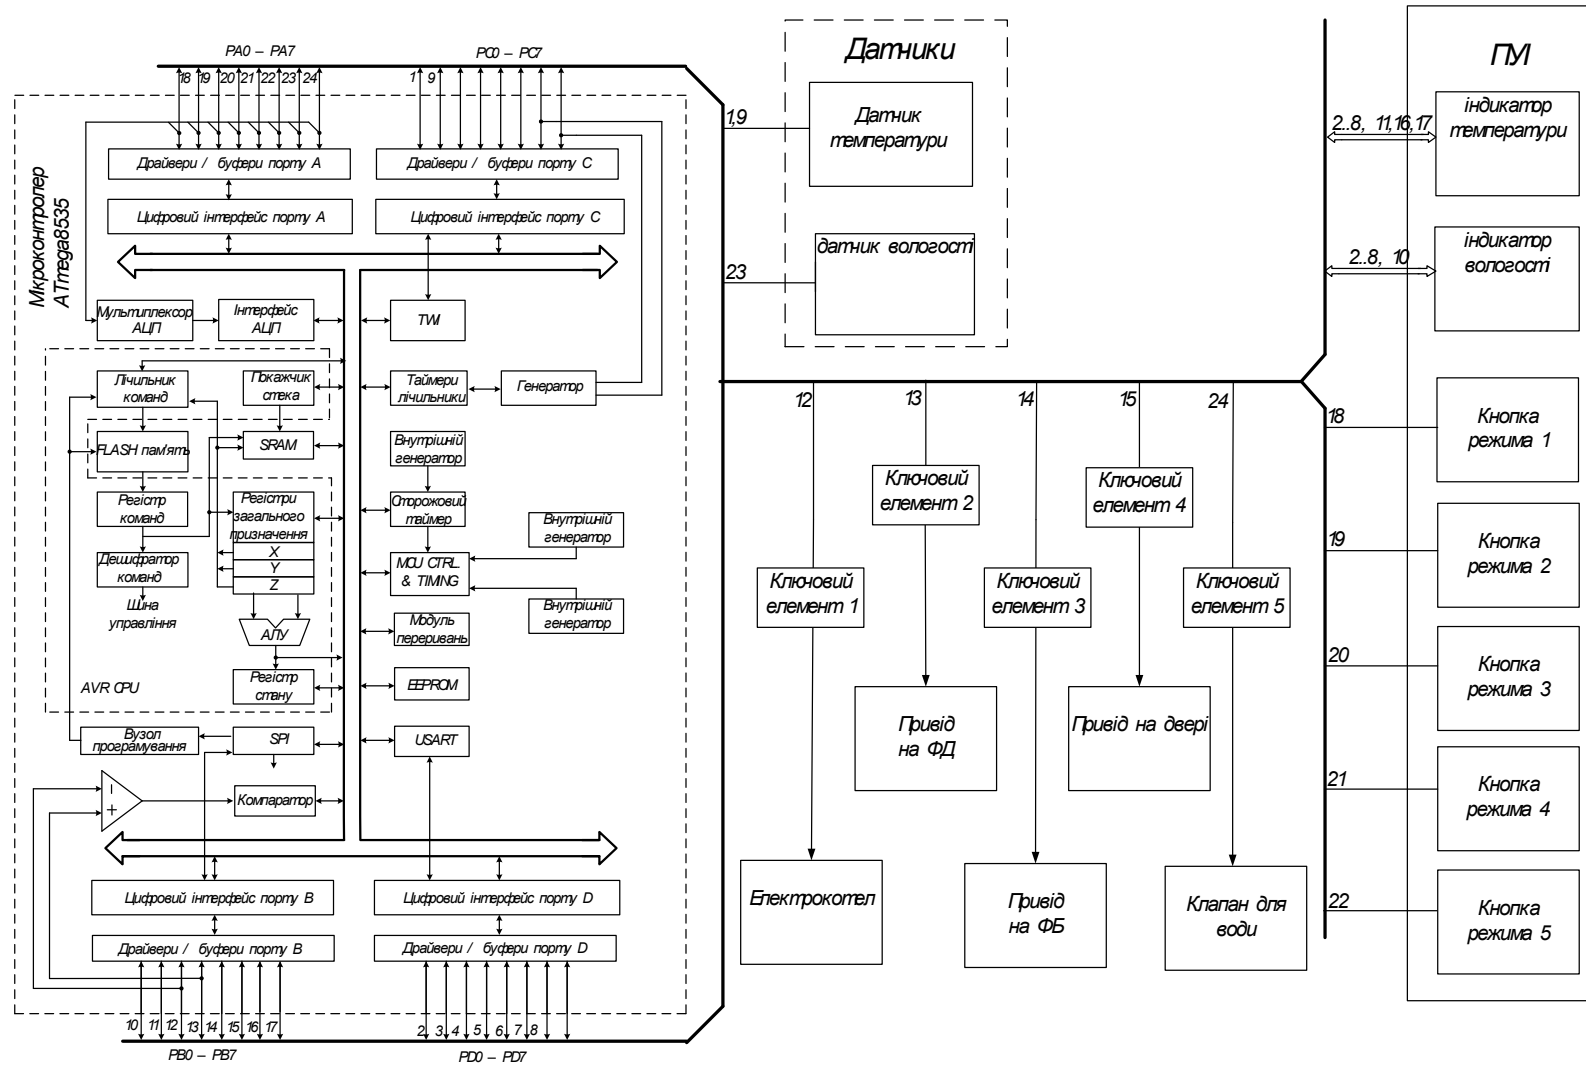 PA0 – PA7
PC0 – PC7
18 19 20 21 22 23 24
1 9
Мкроконтролер
ATmega8535
Драйвери / буфери порту A
Драйвери / буфери порту C
Цифровий інтерфейс порту A
Цифровий інтерфейс порту C
Мультиплексор
АЦП
Інтерфейс
АЦП
TWI
Лічильник
команд
Покажчик
стека
Таймери
лічильники
Генератор
FLASH пам'ять
SRAM
Внутрішній
генератор
Регістр
команд
Регістри
загального
призначення
X
Y
Z
Сторожовий
таймер
Внутрішній
генератор
Дешифратор
команд
MCU CTRL.
& TIMING
Шина
управління
АЛУ
Внутрішній
генератор
Модуль
переривань
AVR CPU
Регістр
стану
EEPROM
Вузол
програмування
SPI
USART
–
+
Компаратор
Цифровий інтерфейс порту B
Цифровий інтерфейс порту D
Драйвери / буфери порту B
Драйвери / буфери порту D
10 11 12 13 14 15 16 17
2 3 4 5 6 7 8
PB0 – PB7
PD0 – PD7
Датчики
1,9
Датчик
температури
23
датчик вологості
12
13
14
15
24
Ключовий
елемент 1
Ключовий
елемент 2
Ключовий
елемент 3
Ключовий
елемент 4
Ключовий
елемент 5
Електрокотел
Привід
на ФД
Привід
на ФБ
Привід на двері
Клапан для
води
ПУІ
2..8, 11,16,17
індикатор
температури
2..8, 10
індикатор
вологості
18
Кнопка
режима 1
19
Кнопка
режима 2
20
Кнопка
режима 3
21
Кнопка
режима 4
22
Кнопка
режима 5